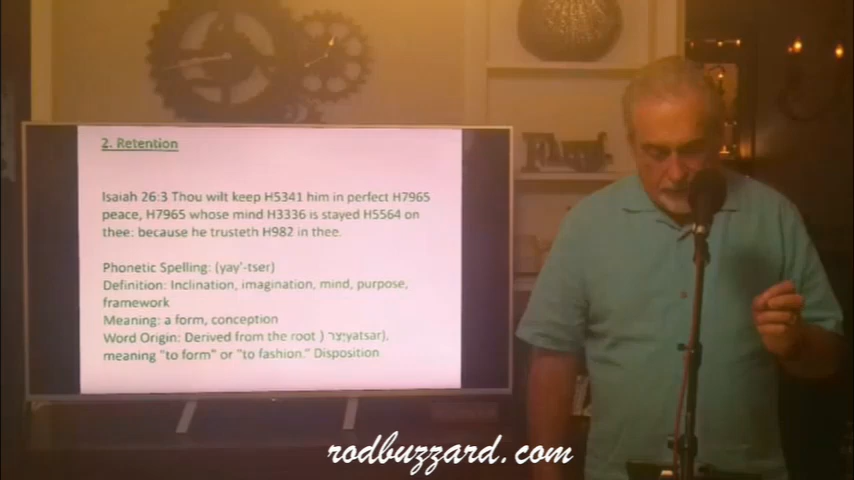 2. Retention
Isaiah 26:3 Thou wilt keep H5341 him in perfect H7965
peace, H7965 whose mind H3336 is stayed H5564 on
thee: because he trusteth H982 in thee.
Phonetic Spelling: (yay'-tser)
Definition: Inclination, imagination, mind, purpose,
framework
Meaning: a form, conception
Word Origin: Derived from the root ) יָצַר‎yatsar),
meaning "to form" or "to fashion." Disposition
rodbuzzard.com